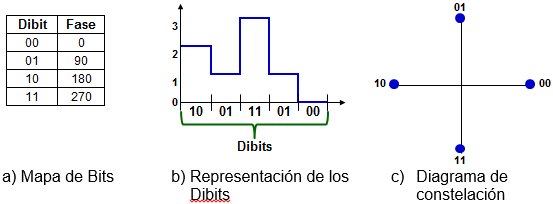 Dibit Fase
00 0
01 90
10 180
11 270
a) Mapa de Bits
3
2
1
0
10 01 11 01 00
Dibits
b) Representación de los
Dibits
01
10
00
11
c) Diagrama de
constelación